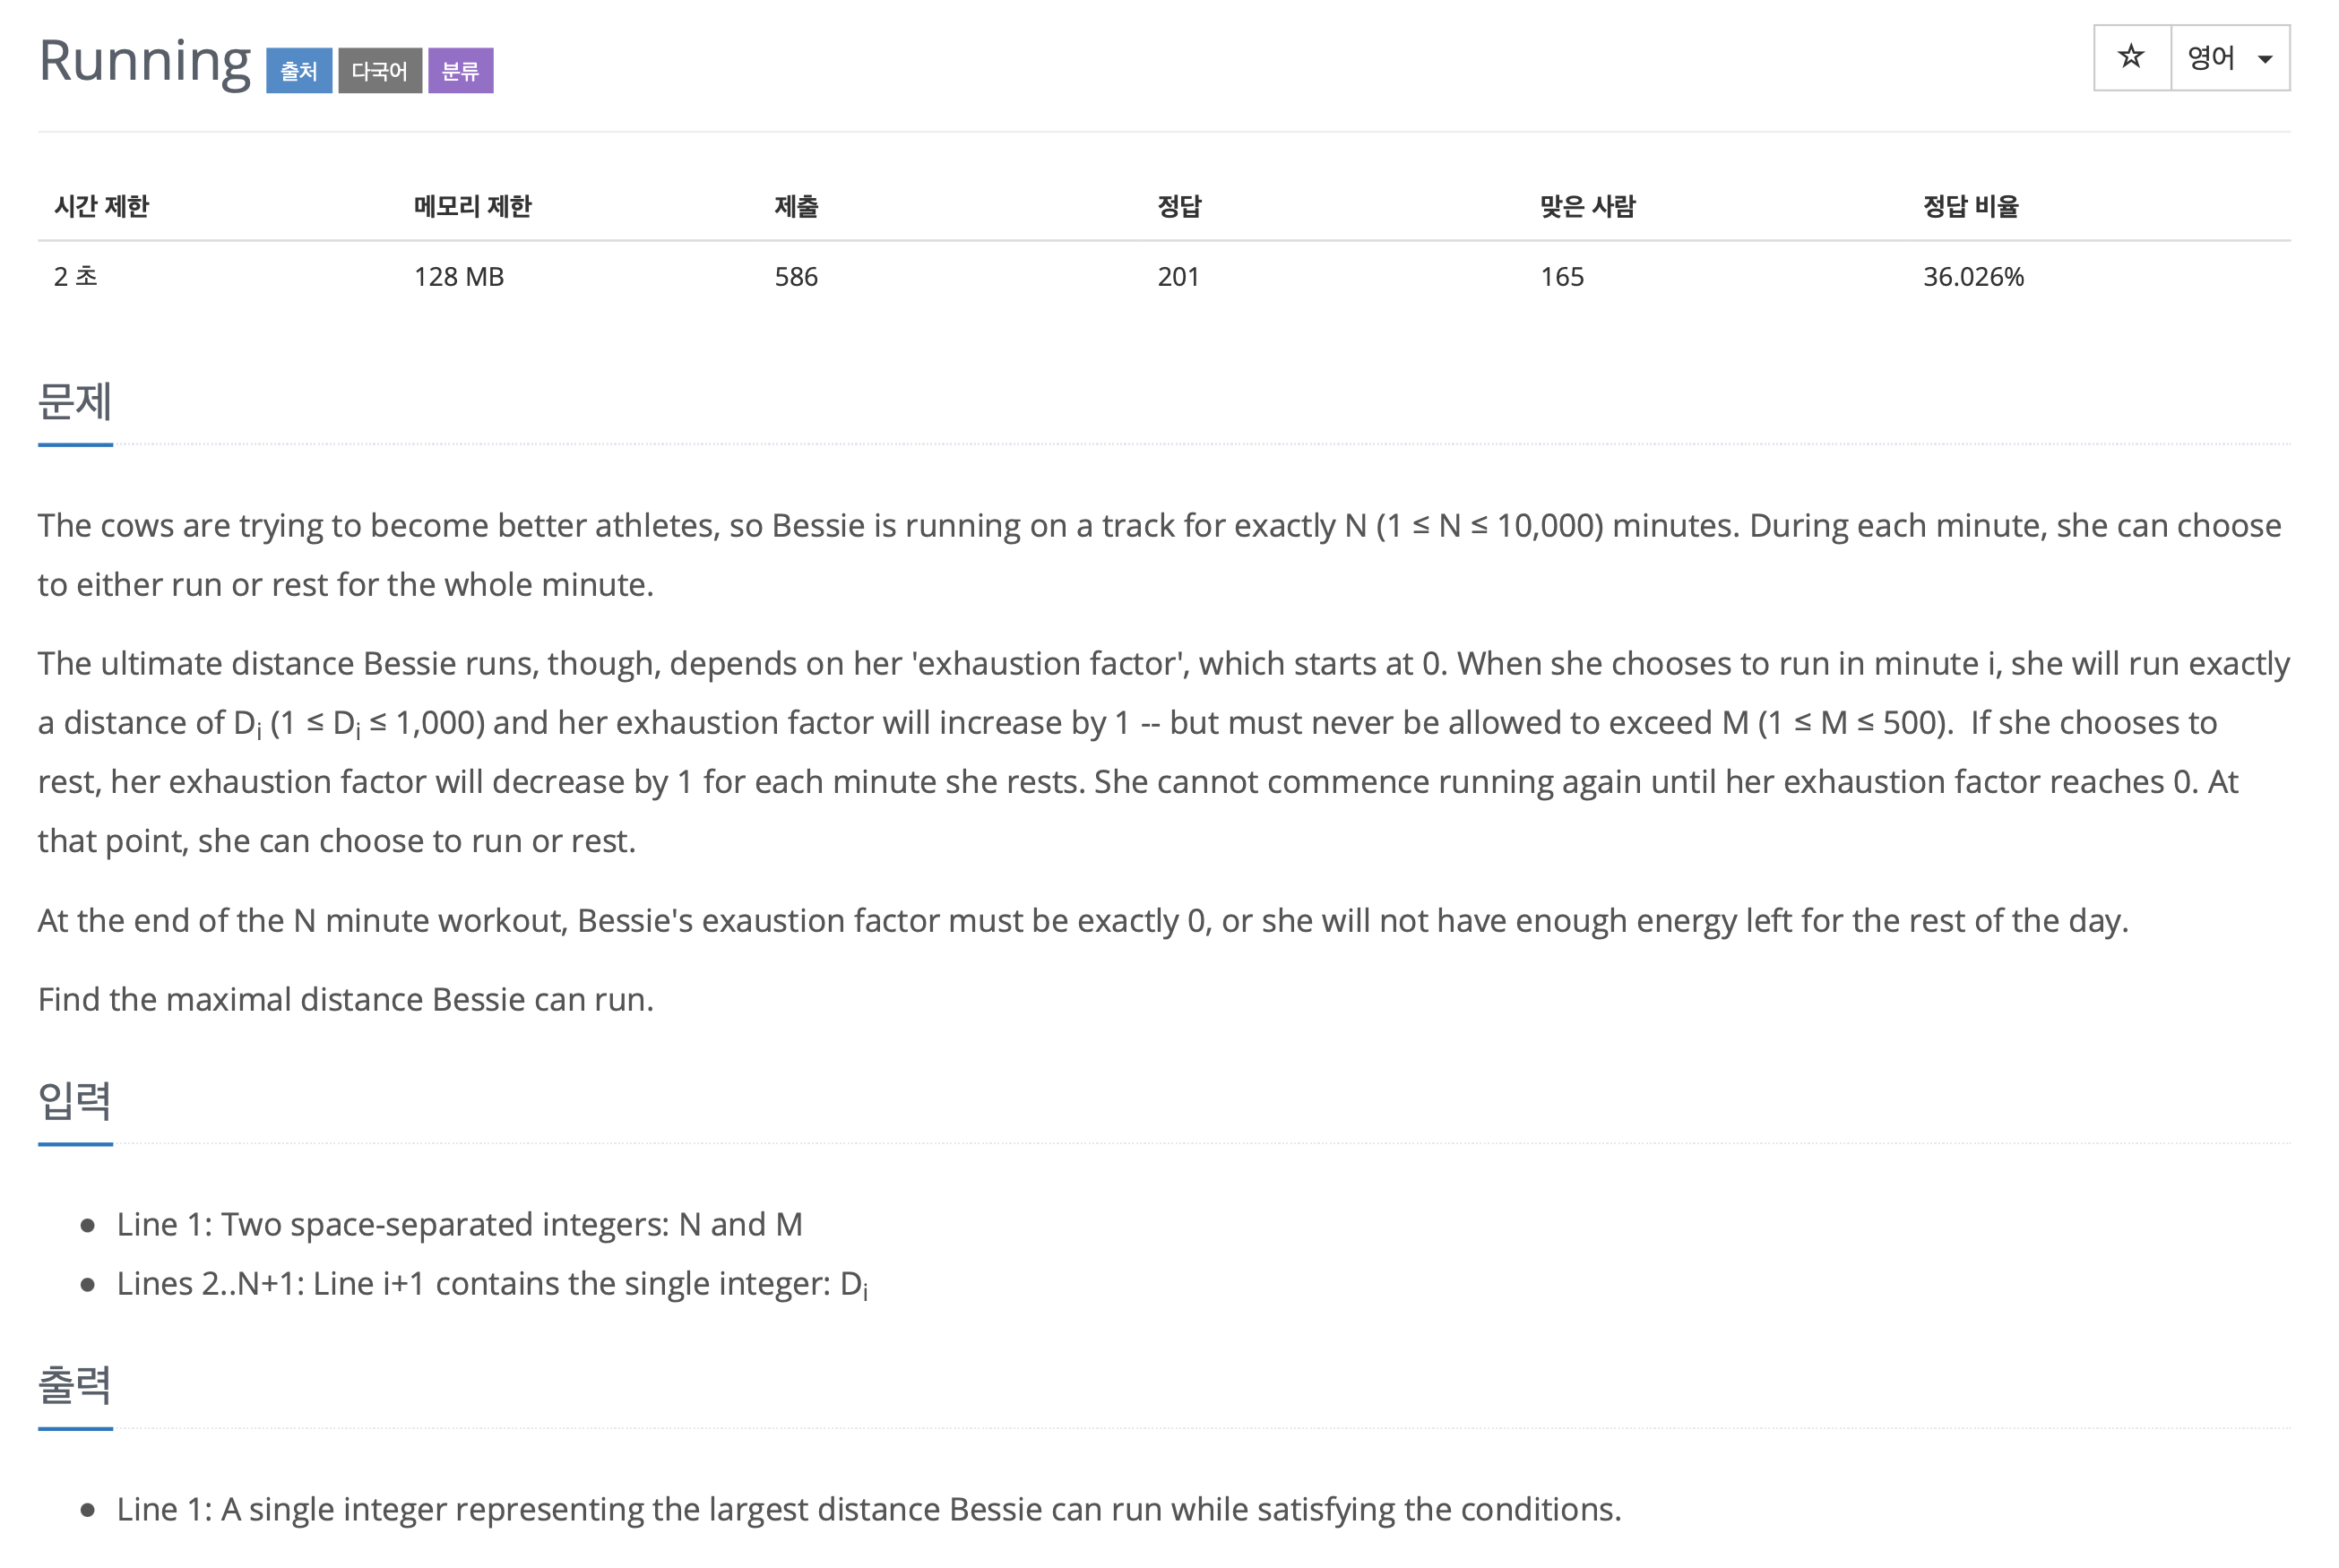 Running 출처 다국어 분류 ☆ 영어
시간 제한 메모리 제한 제출 정답 맞은 사람 정답 비율
2 초 128 MB 586 201 165 36.026%
문제
The cows are trying to become better athletes, so Bessie is running on a track for exactly N (1 ≤ N ≤ 10,000) minutes. During each minute, she can choose
to either run or rest for the whole minute.
The ultimate distance Bessie runs, though, depends on her 'exhaustion factor', which starts at 0. When she chooses to run in minute i, she will run exactly
a distance of Di (1 ≤ Di ≤ 1,000) and her exhaustion factor will increase by 1 -- but must never be allowed to exceed M (1 ≤ M ≤ 500).  If she chooses to
rest, her exhaustion factor will decrease by 1 for each minute she rests. She cannot commence running again until her exhaustion factor reaches 0. At
that point, she can choose to run or rest.
At the end of the N minute workout, Bessie's exaustion factor must be exactly 0, or she will not have enough energy left for the rest of the day.
Find the maximal distance Bessie can run.
입력
● Line 1: Two space-separated integers: N and M
● Lines 2..N+1: Line i+1 contains the single integer: Di
출력
● Line 1: A single integer representing the largest distance Bessie can run while satisfying the conditions.